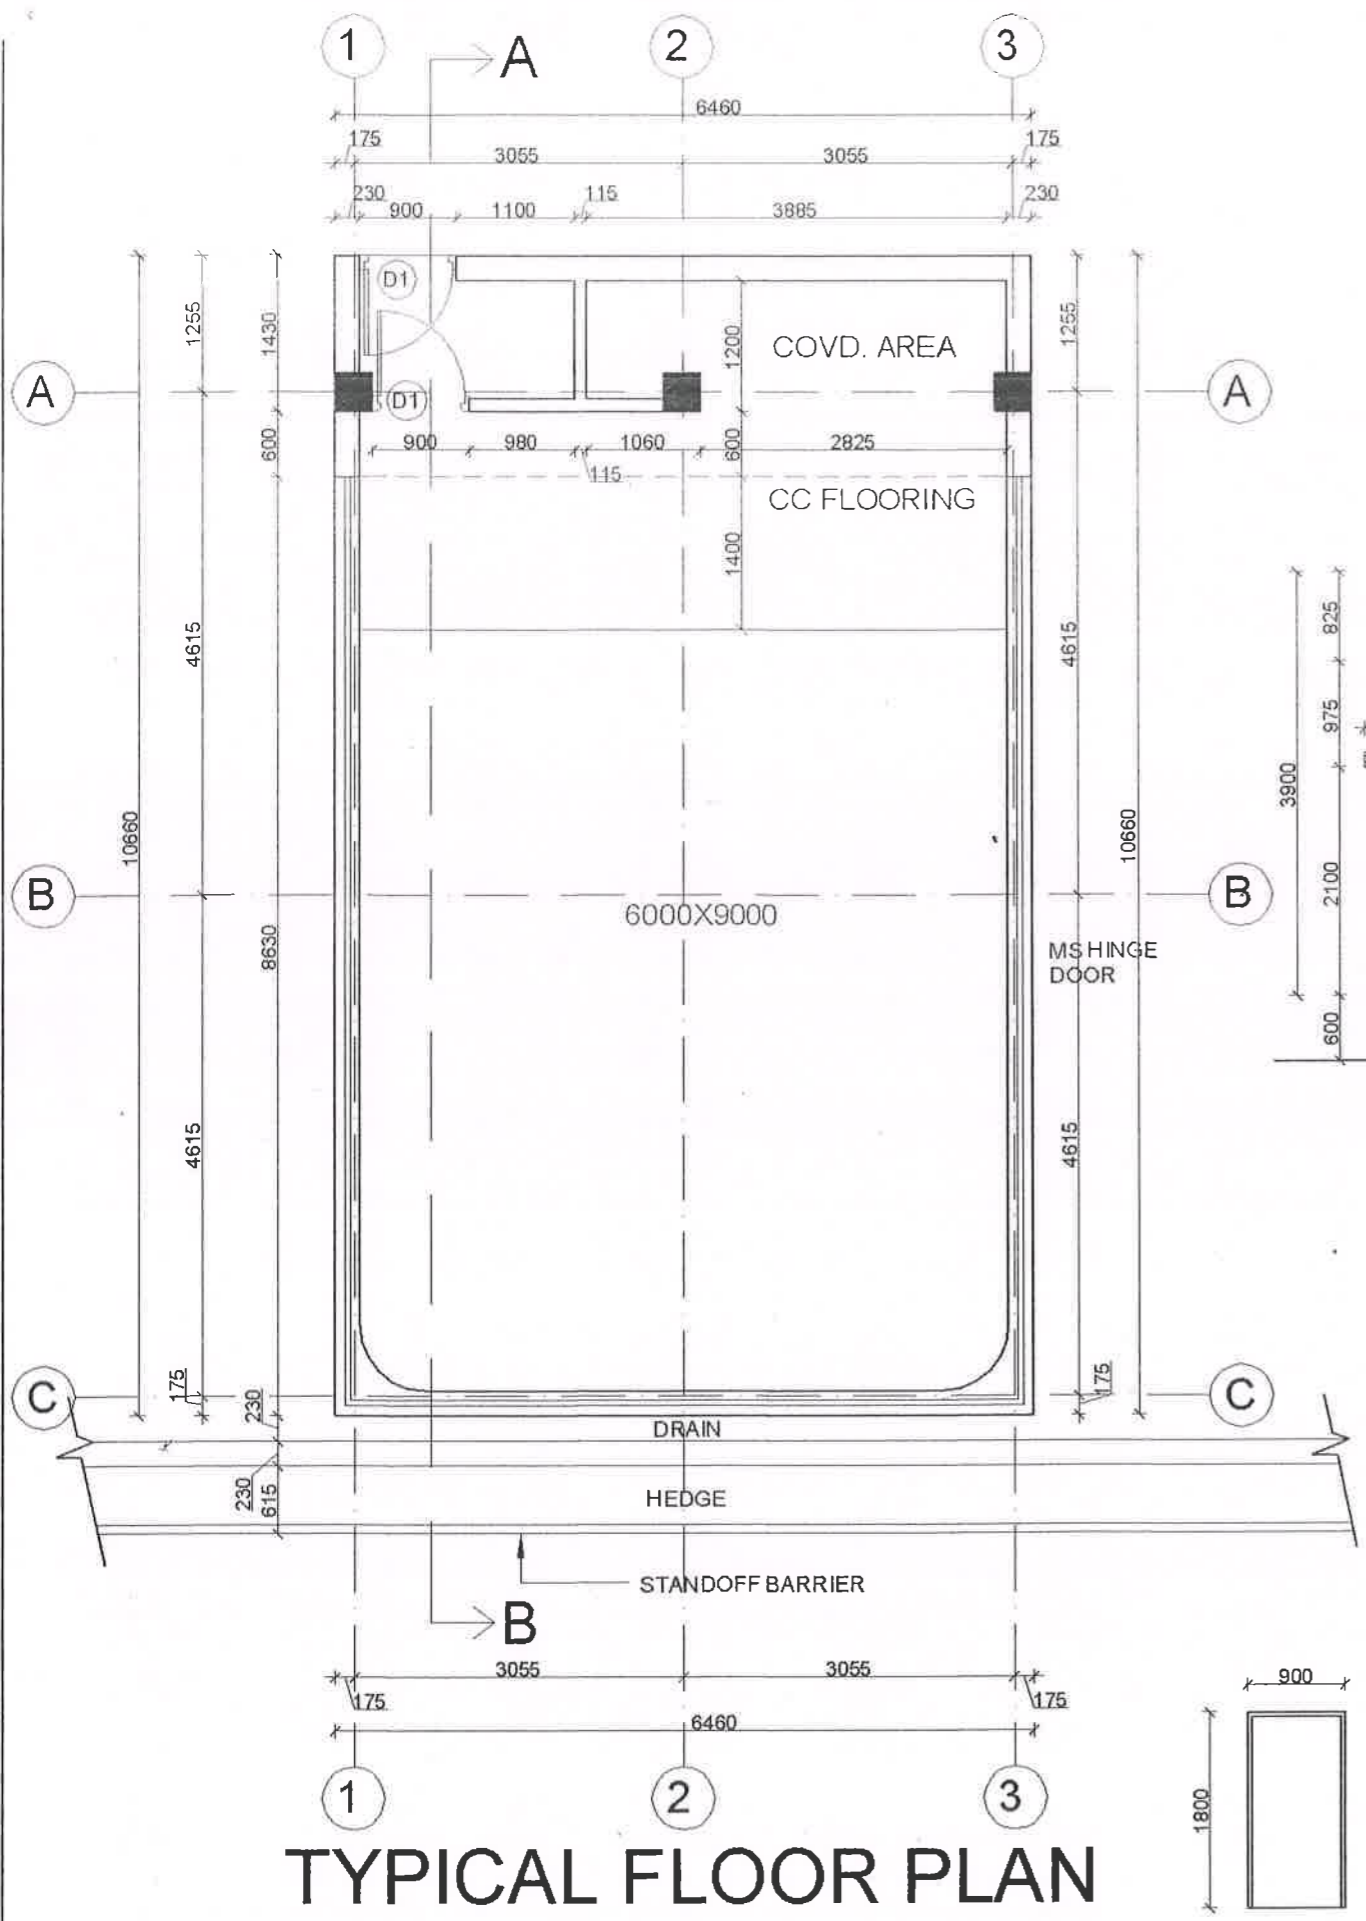 1
A
2
3
6460
175
3055
3055
175
230
900
1100
115
3885
230
D1
1255
1430
1200
COVD. AREA
1255
A
D1
A
600
900
980
1060
600
2825
115
CC FLOORING
1400
825
4615
4615
975
3900
10660
10660
2100
B
6000X9000
B
8630
MS HINGE
DOOR
600
4615
4615
175
175
C
230
C
DRAIN
230
615
HEDGE
STANDOFF BARRIER
B
3055
3055
900
175
175
6460
1
2
3
1800
TYPICAL FLOOR PLAN